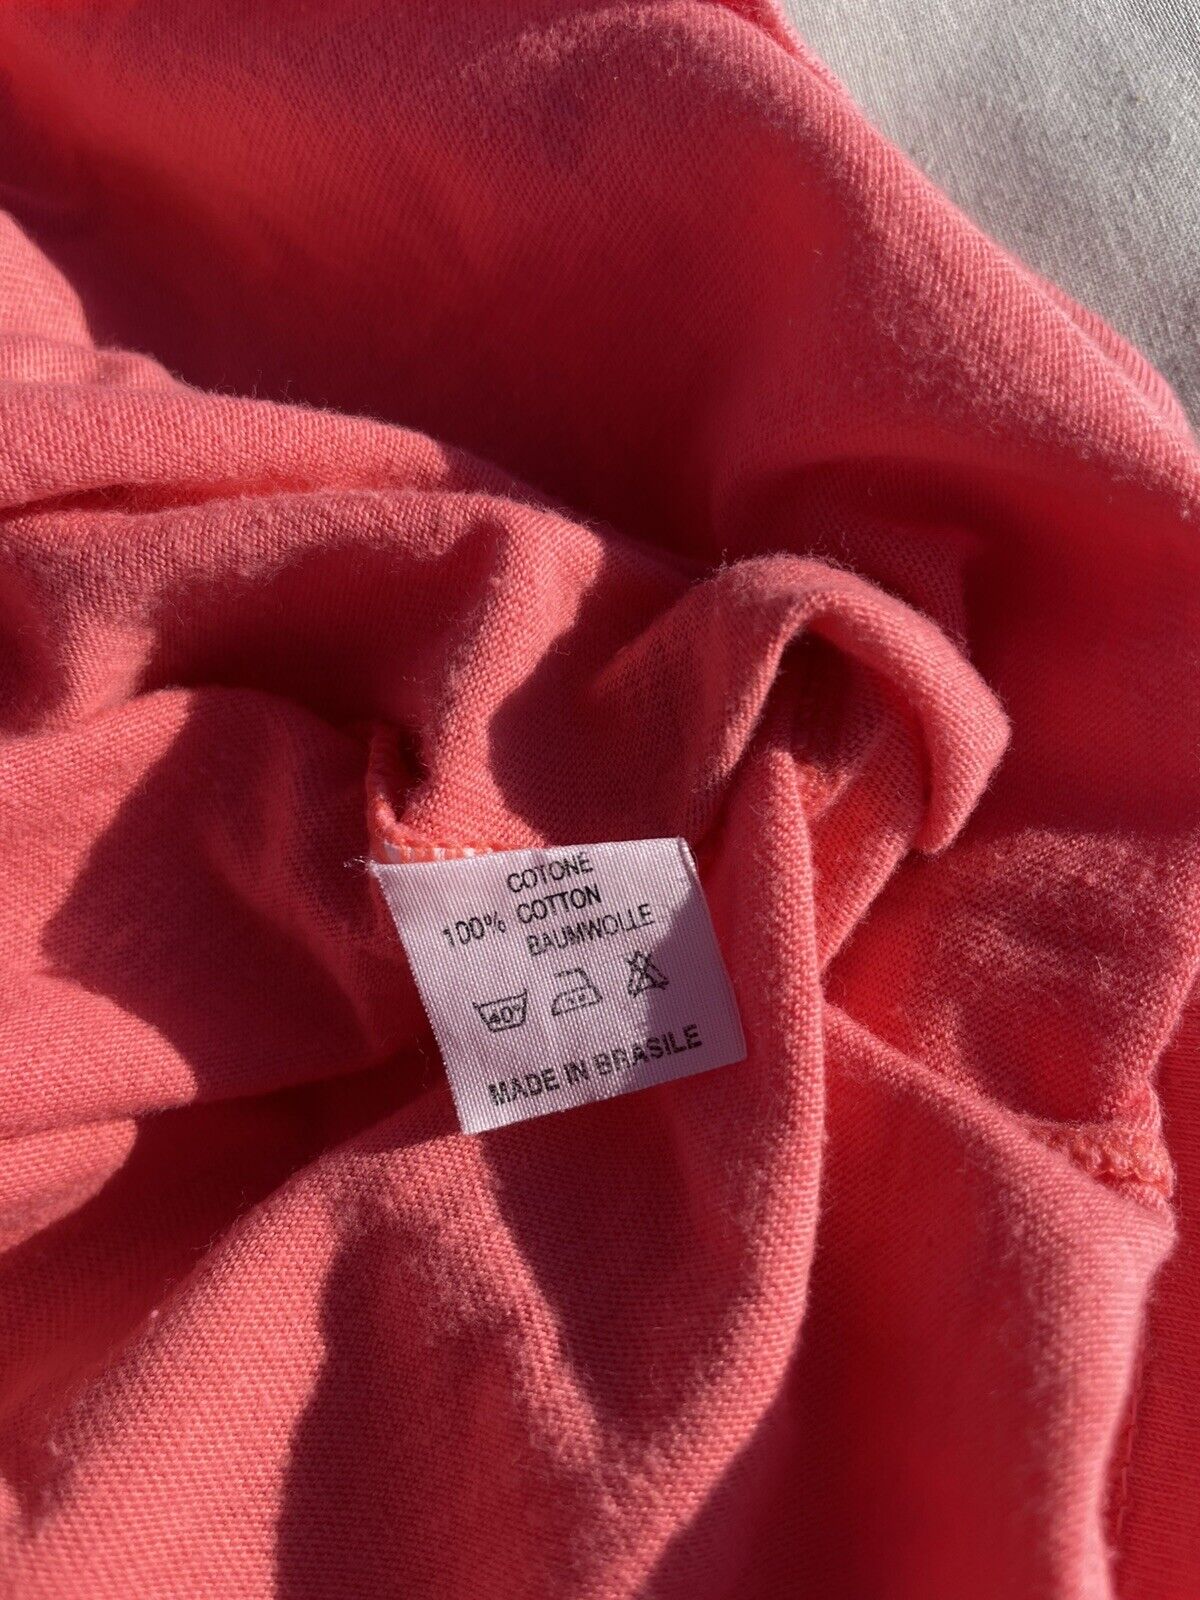 COTONE
100% COTTON
BAUMWOLLE
40°
MADE IN BRASILE